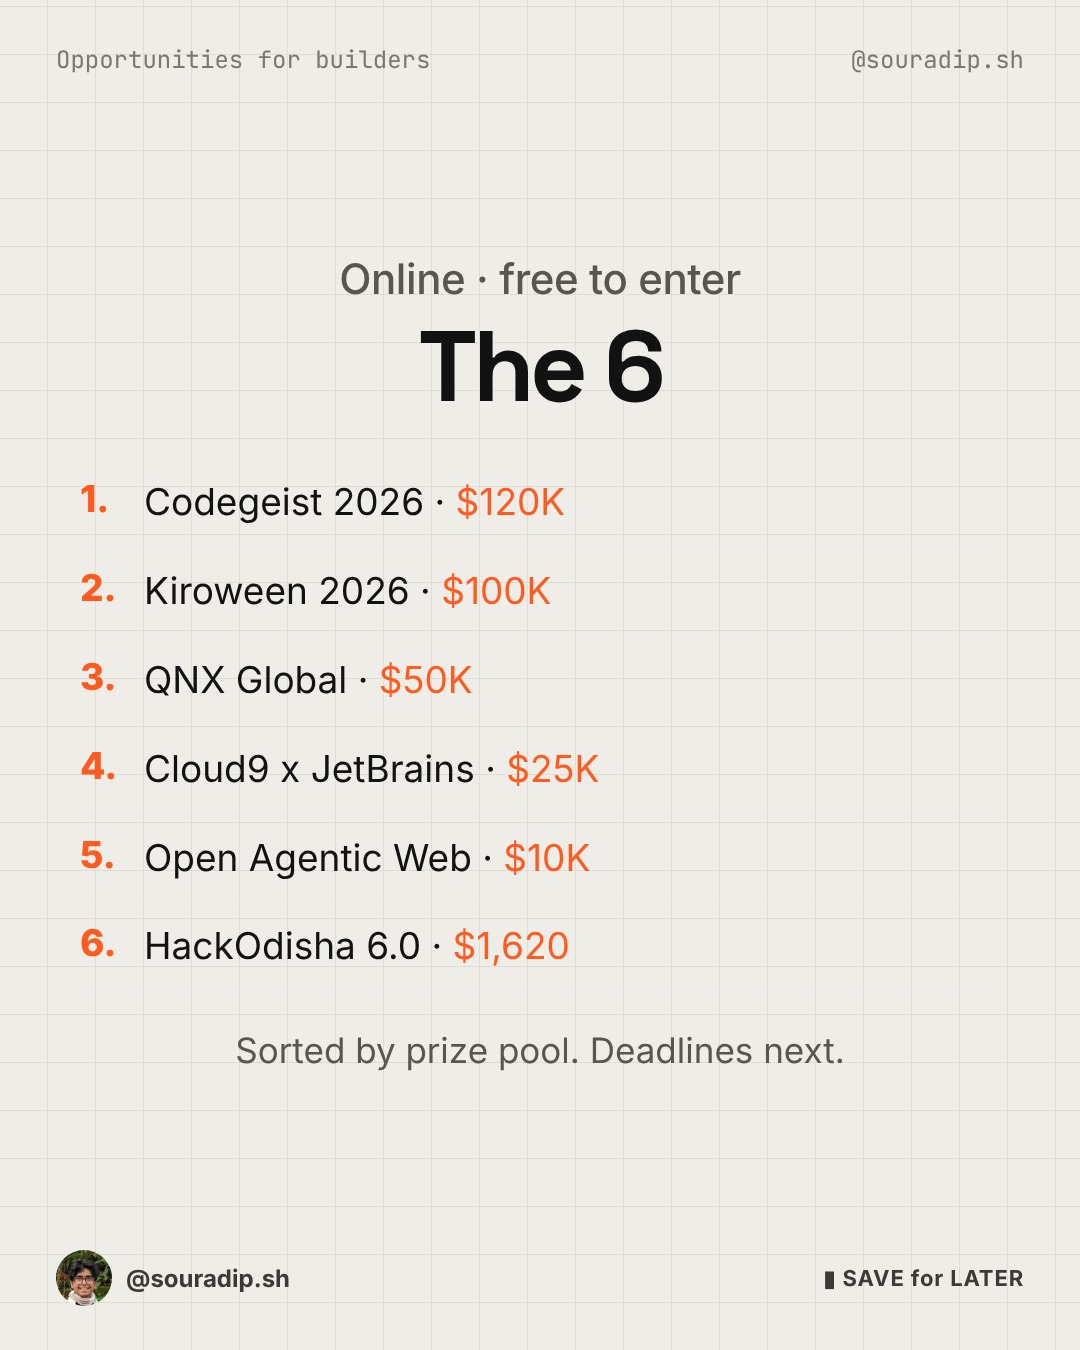 Opportunities for builders
@souradip.sh
Online · free to enter
The 6
1. Codegeist 2026 · $120K
2. Kiroween 2026 · $100K
3. QNX Global · $50K
4. Cloud9 x JetBrains · $25K
5. Open Agentic Web · $10K
6. HackOdisha 6.0 · $1,620
Sorted by prize pool. Deadlines next.
@souradip.sh
SAVE for LATER